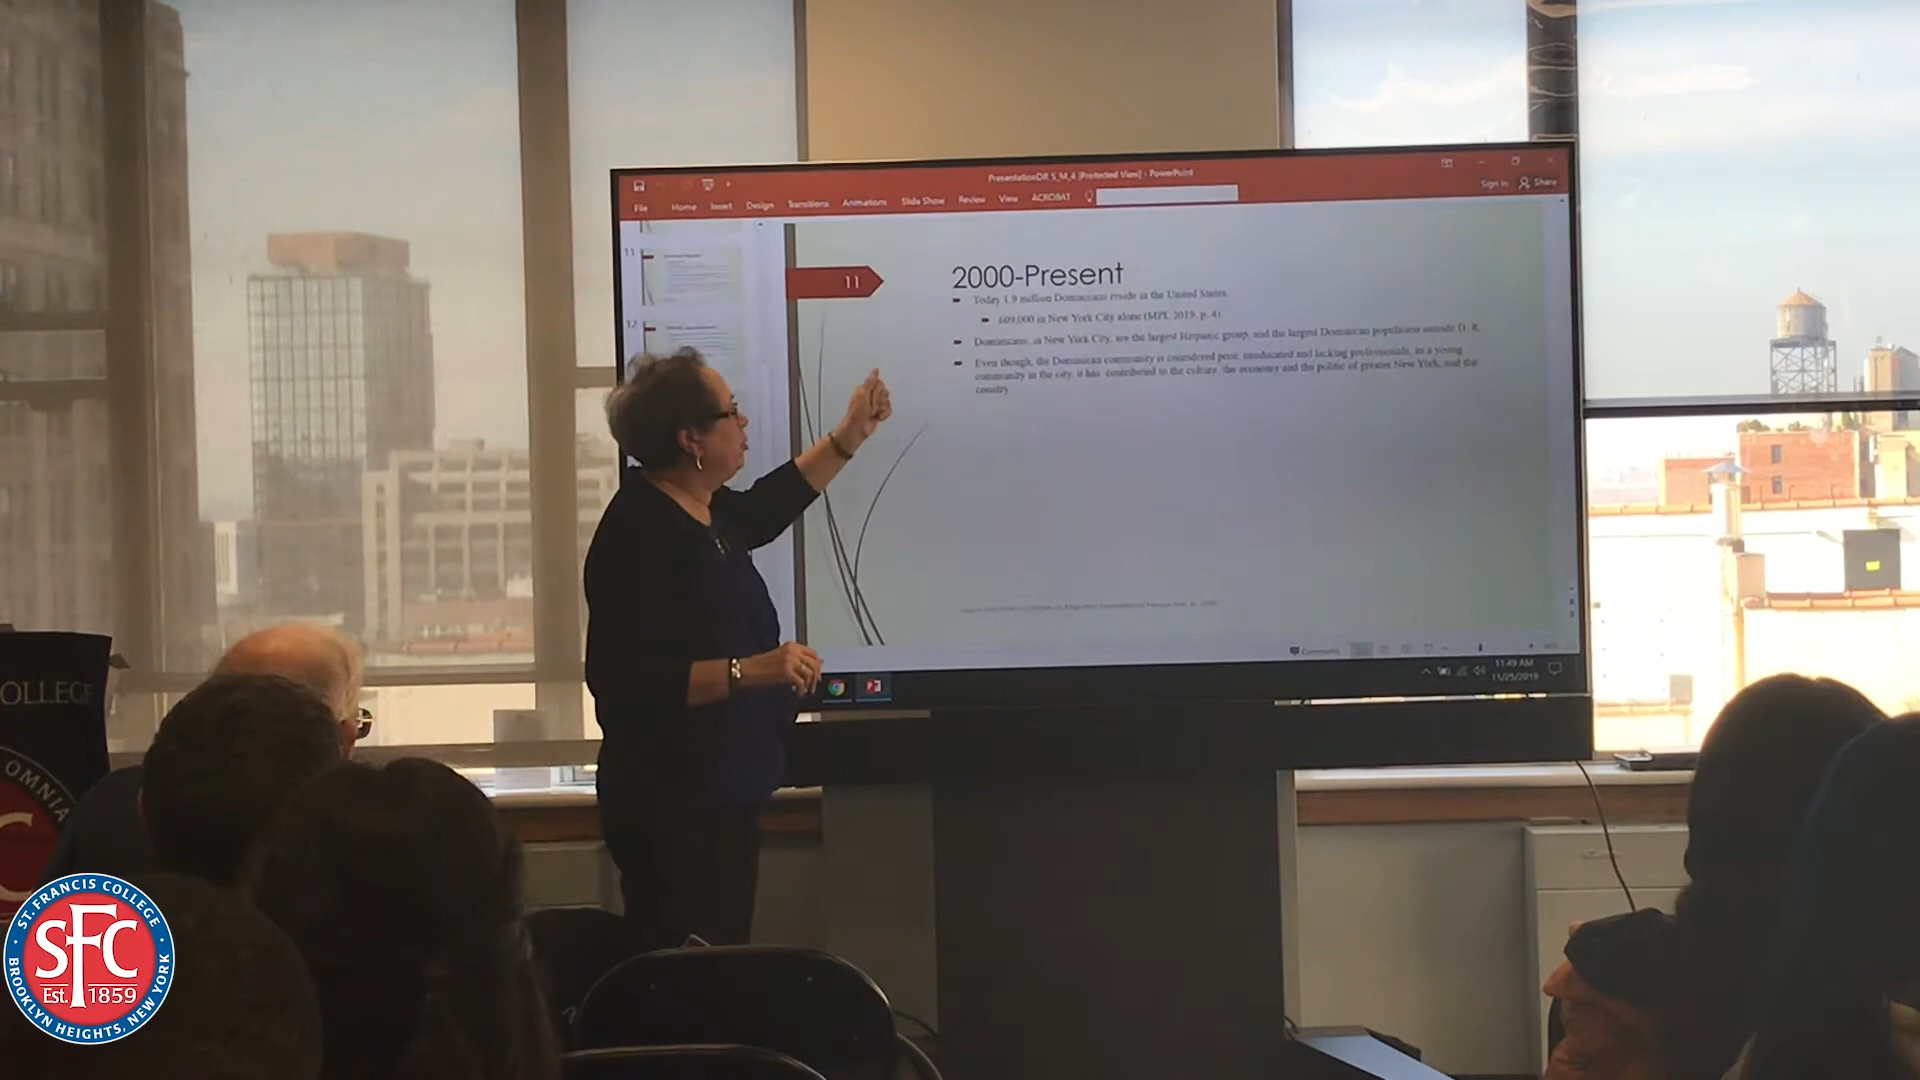 PresentationDR S_M_4 [Protected View] - PowerPoint
Sign in Share
File Home Insert Design Transitions Animations Slide Show Review View ACROBAT
11
12
11
2000-Present
Today 1.9 million Dominicans reside in the United States.
609,000 in New York City alone (MPI, 2019, p. 4).
Dominicans, in New York City, are the largest Hispanic group, and the largest Dominican population outside D. R.
Even though, the Dominican community is considered poor, uneducated and lacking professionals, as a young
community in the city, it has contributed to the culture, the economy and the politic of greater New York, and the
country
Comments
11:49 AM
11/25/2019
OLLEGE
OMNIA
ST. FRANCIS COLLEGE
SFC
Est. 1859
BROOKLYN HEIGHTS, NEW YORK